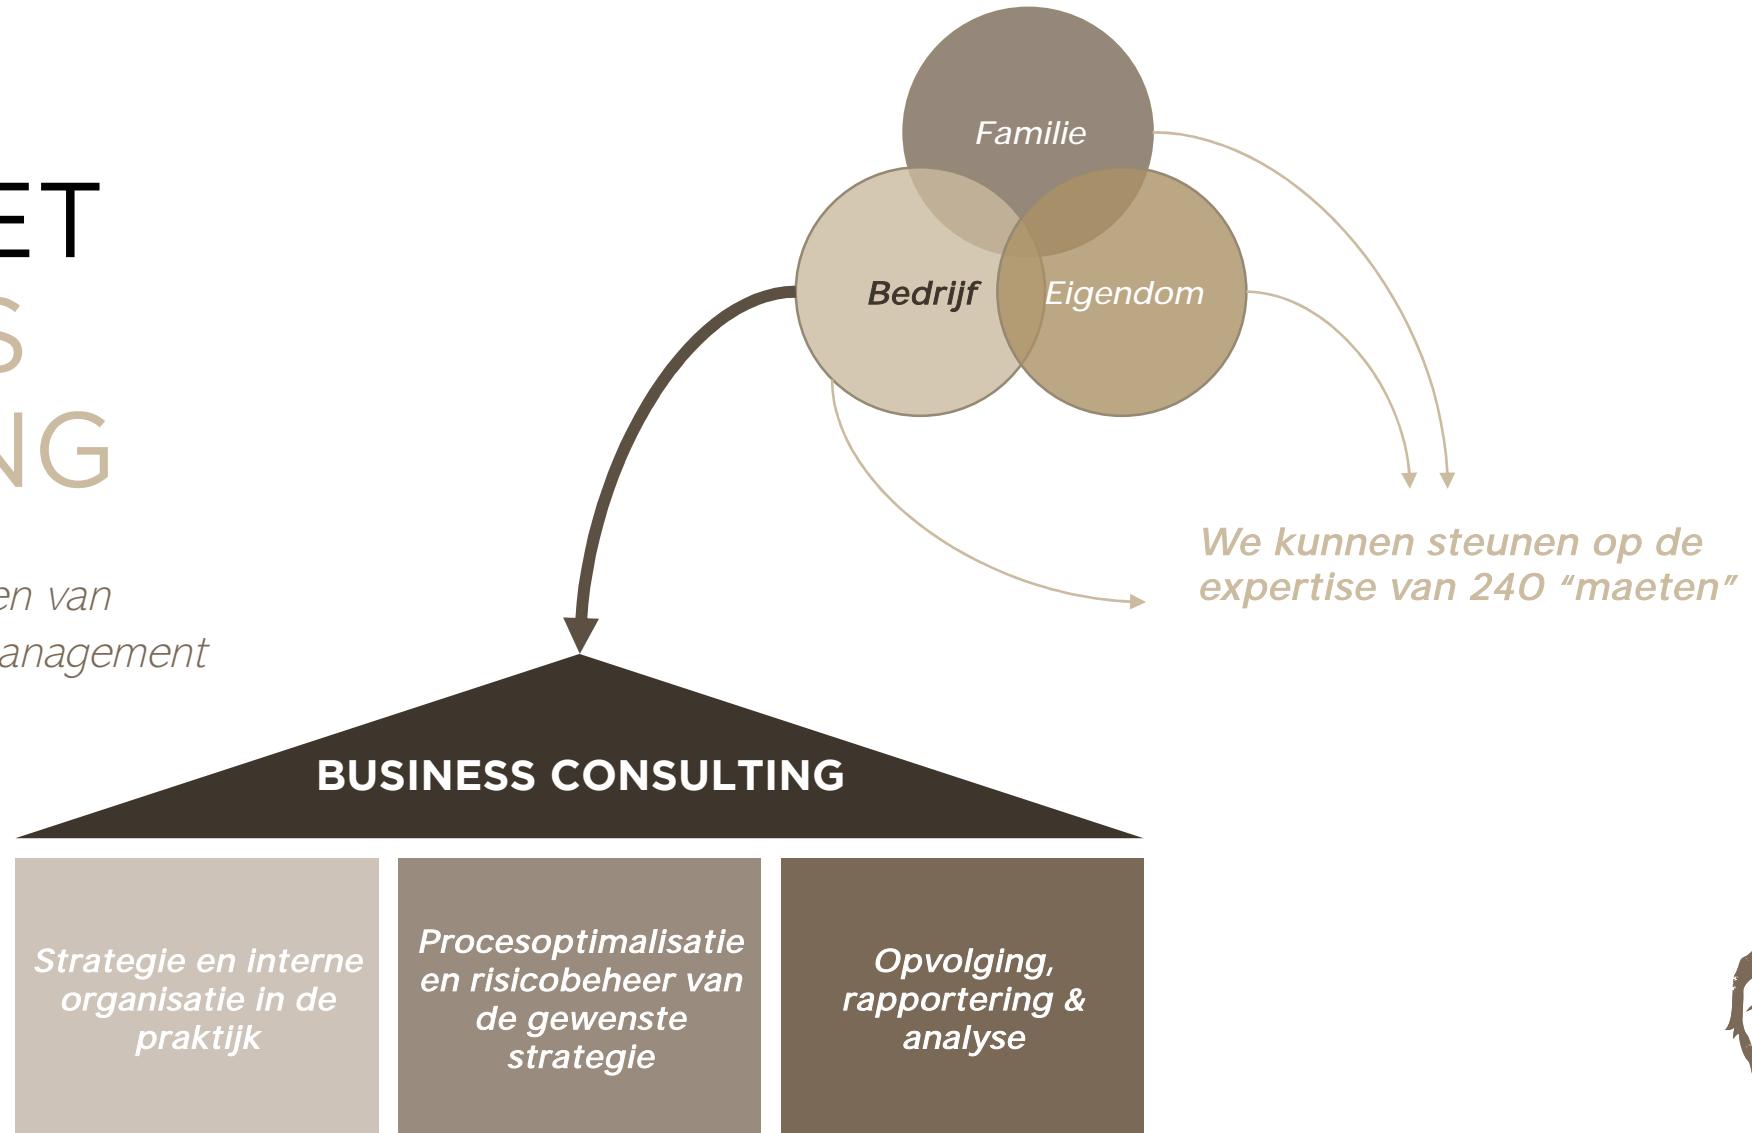 ET
S
NG
en van
anagement
Familie
Bedrijf
Eigendom
We kunnen steunen op de
expertise van 240 “maeten”
BUSINESS CONSULTING
Strategie en interne
organisatie in de
praktijk
Procesoptimalisatie
en risicobeheer van
de gewenste
strategie
Opvolging,
rapportering &
analyse